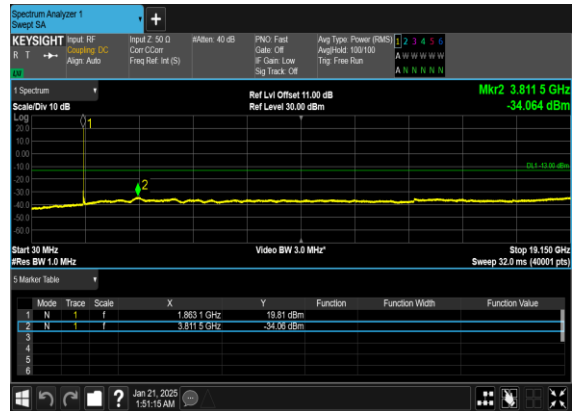 Spectrum Analyzer 1
Swept SA
+
KEYSIGHT Input: RF Input Z: 50 Ω #Atten: 40 dB PNO: Fast Avg Type: Power (RMS) 1 2 3 4 5 6
R T Coupling: DC Corr CCorr Gate: Off Avg|Hold: 100/100 A W W W W W
Align: Auto Freq Ref: Int (S) IF Gain: Low Trig: Free Run
Sig Track: Off A N N N N N
1 Spectrum
Ref Lvl Offset 11.00 dB Mkr2 3.811 5 GHz
Scale/Div 10 dB Ref Level 30.00 dBm -34.064 dBm
Log
1
20.0
10.0
0.00
-10.0
DL1 -13.00 dBm
-20.0
2
-30.0
-40.0
-50.0
-60.0
Start 30 MHz Video BW 3.0 MHz* Stop 19.150 GHz
#Res BW 1.0 MHz Sweep 32.0 ms (40001 pts)
5 Marker Table
Mode Trace Scale X Y Function Function Width Function Value
1 N 1 f 1.863 1 GHz 19.81 dBm
2 N 1 f 3.811 5 GHz -34.06 dBm
3
4
5
6
? Jan 21, 2025
1:51:15 AM